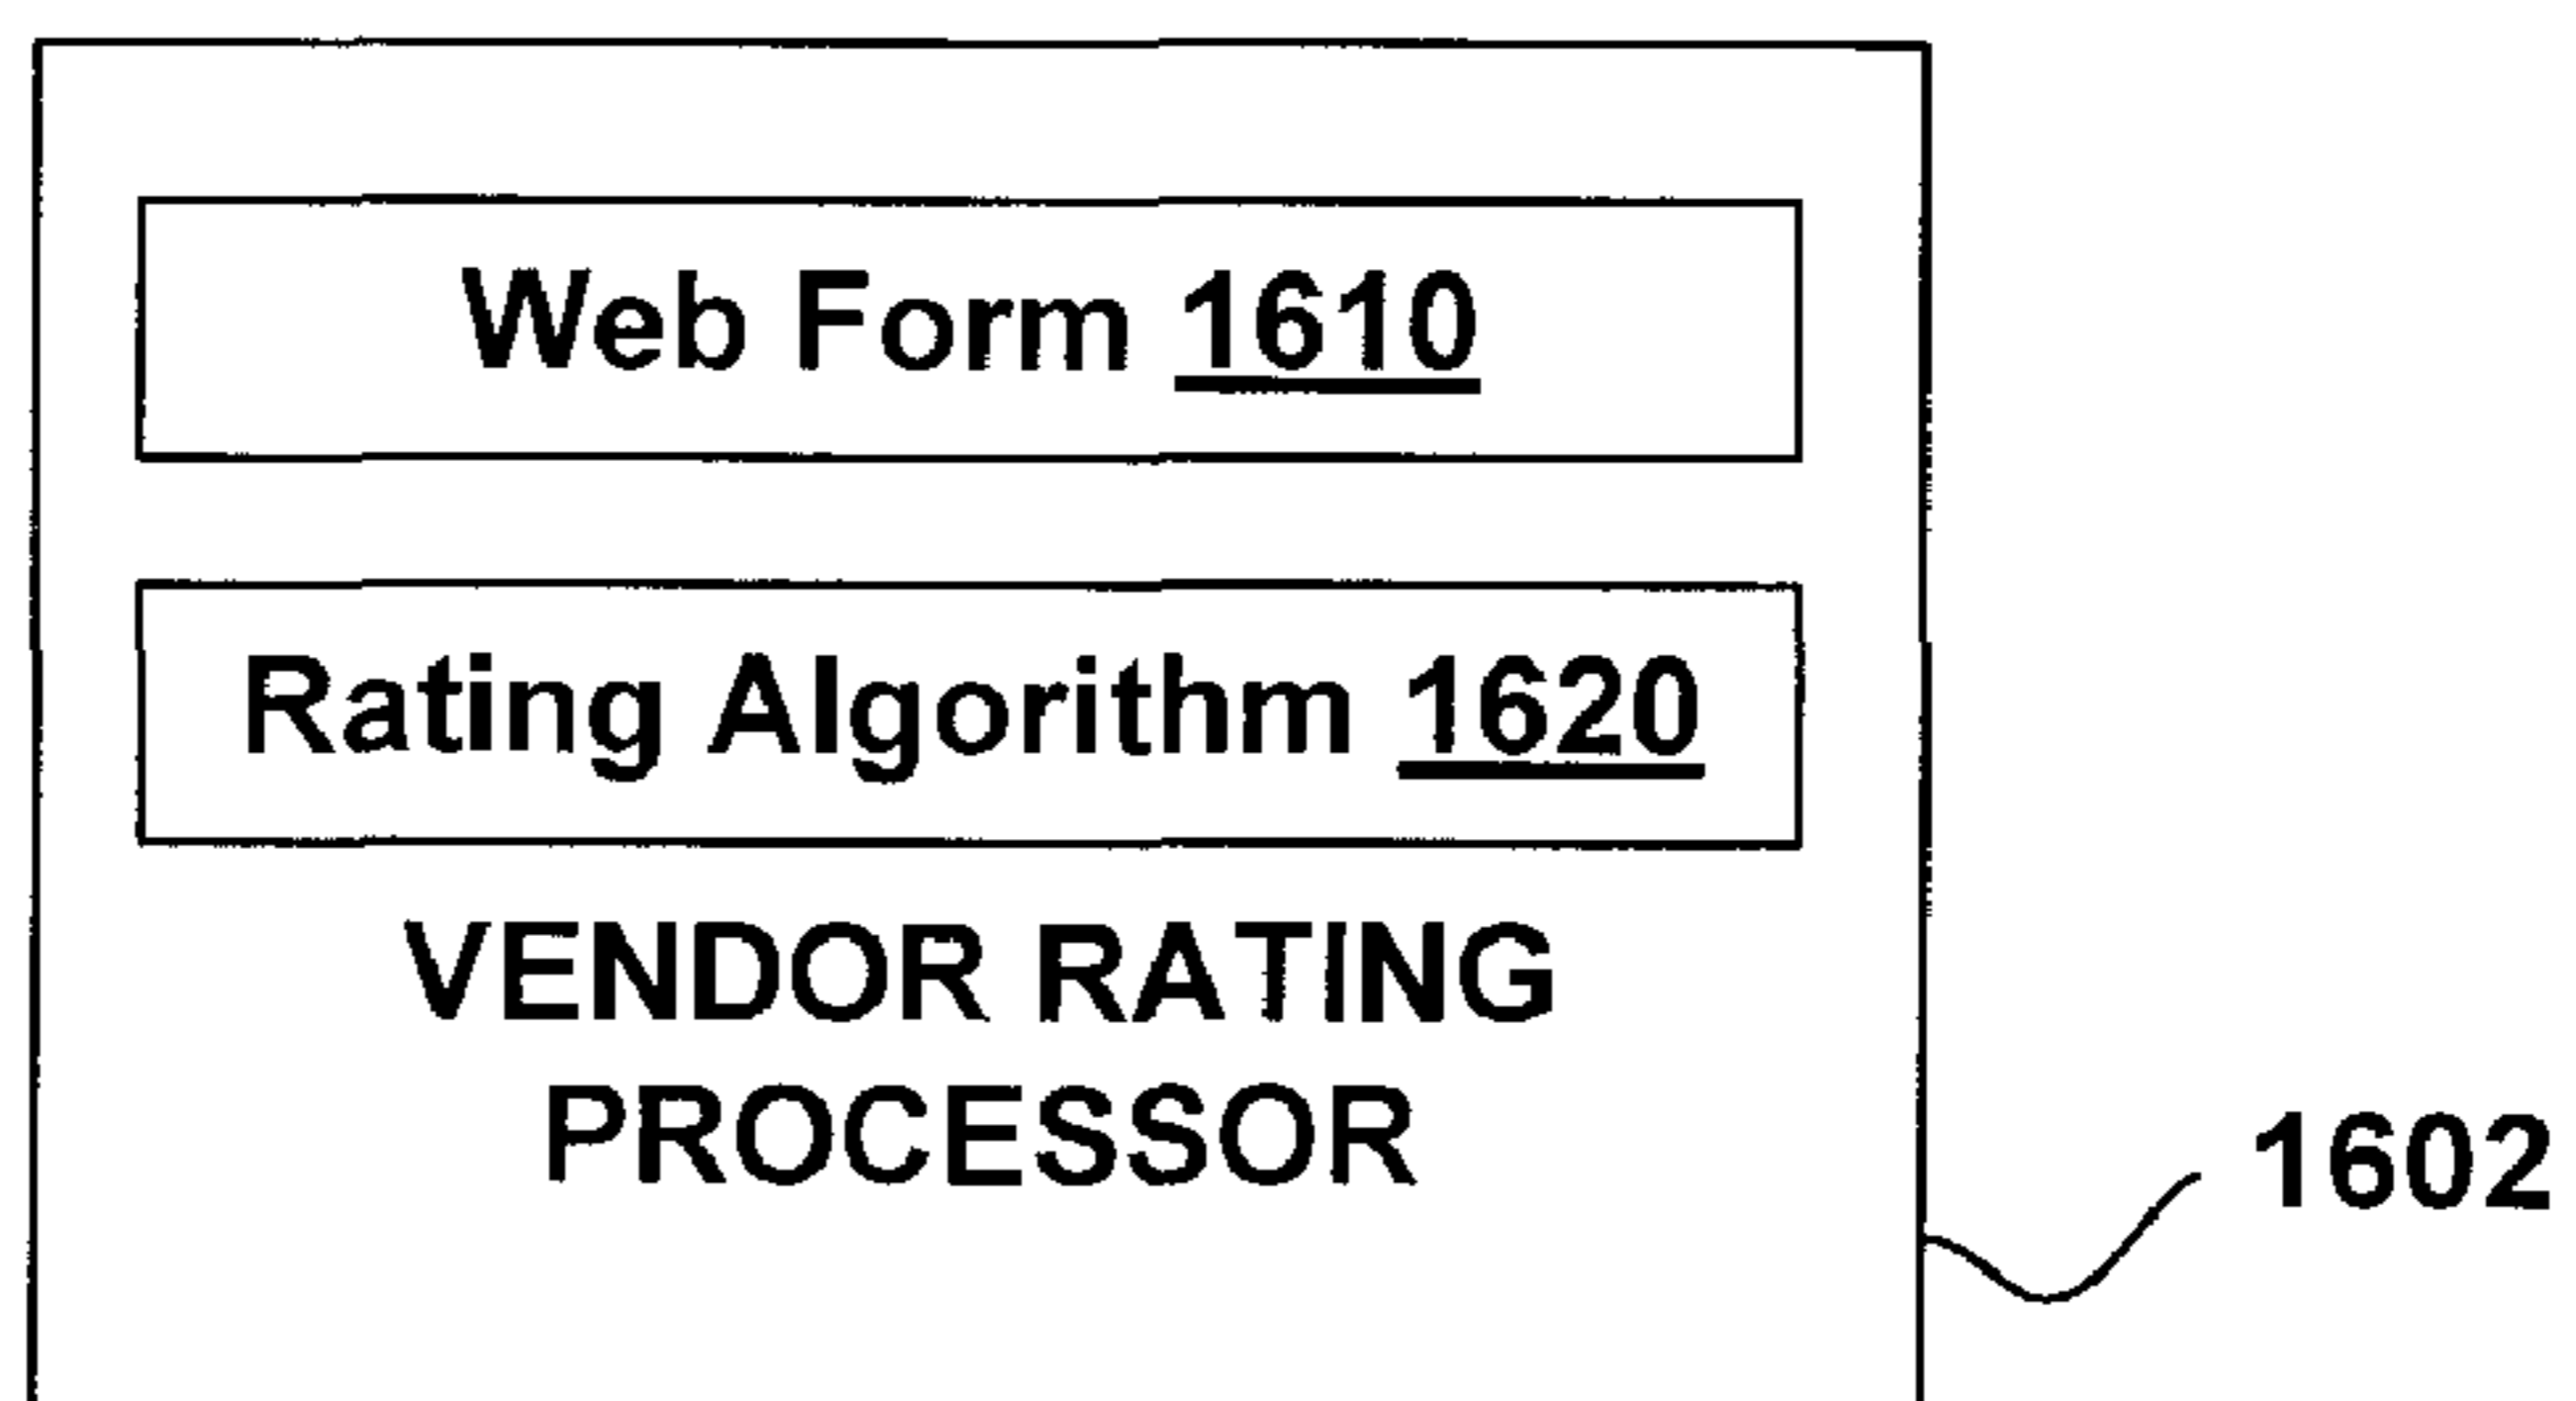 Web Form 1610
Rating Algorithm 1620
VENDOR RATING
PROCESSOR
1602